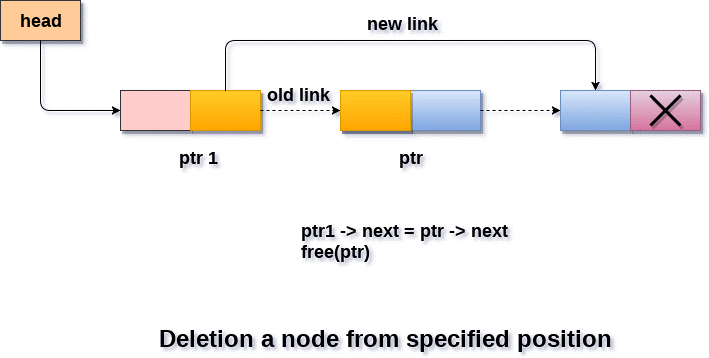 head
new link
old link
ptr 1
ptr
ptr1 -> next = ptr -> next
free(ptr)
Deletion a node from specified position